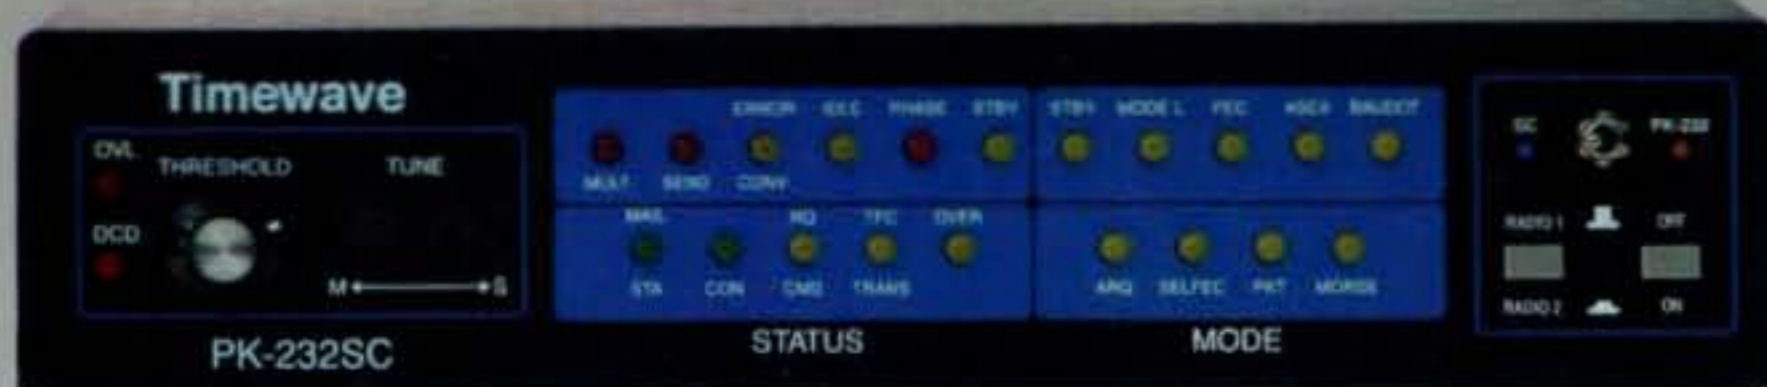 Timewave
OVL
THRESHOLD
TUNE
DCD
M S
PK-232SC
ERROR IDLE PHASE STBY
MULT SEND CONV
MAIL RQ TFC OVER
STA CON CMD TRANS
STATUS
STBY MODE L FEC ASCII BAUDOT
ARQ SELFEC PKT MORSE
MODE
SC PK-232
RADIO 1 OFF
RADIO 2 ON